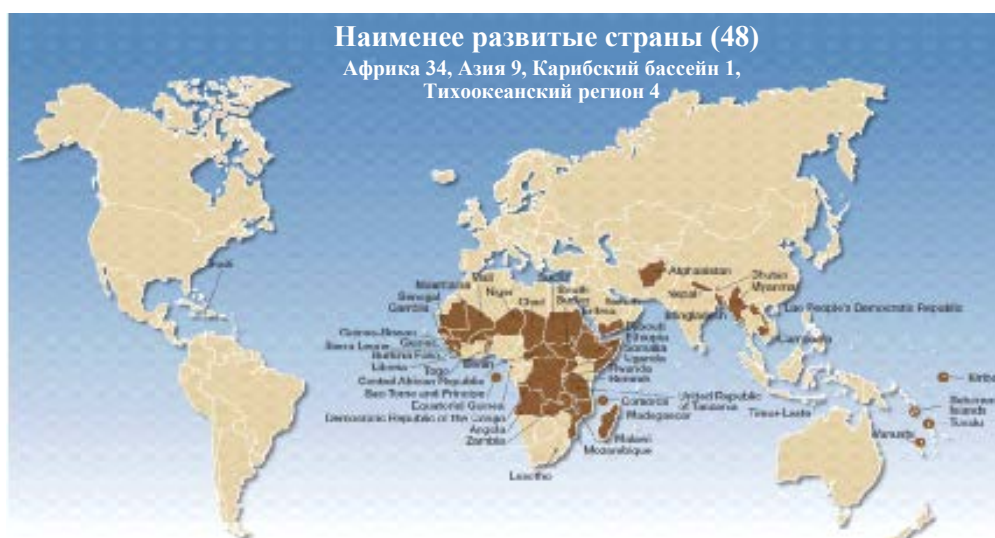 Наименее развитые страны (48)
Африка 34, Азия 9, Карибский бассейн 1,
Тихоокеанский регион 4
Haiti
Mauritania
Mali
Niger
Chad
Sudan
South
Sudan
Eritrea
Senegal
Gambia
Guinea-Bissau
Guinea
Sierra Leone
Burkina Faso
Liberia
Togo
Benin
Central African Republic
Sao Tome and Principe
Equatorial Guinea
Democratic Republic of the Congo
Angola
Zambia
Lesotho
Djibouti
Ethiopia
Somalia
Uganda
Rwanda
Burundi
United Republic
of Tanzania
Comoros
Madagascar
Malawi
Mozambique
Afghanistan
Bhutan
Nepal
Myanmar
Bangladesh
Lao People's Democratic Republic
Cambodia
Timor-Leste
Solomon
Islands
Tuvalu
Vanuatu